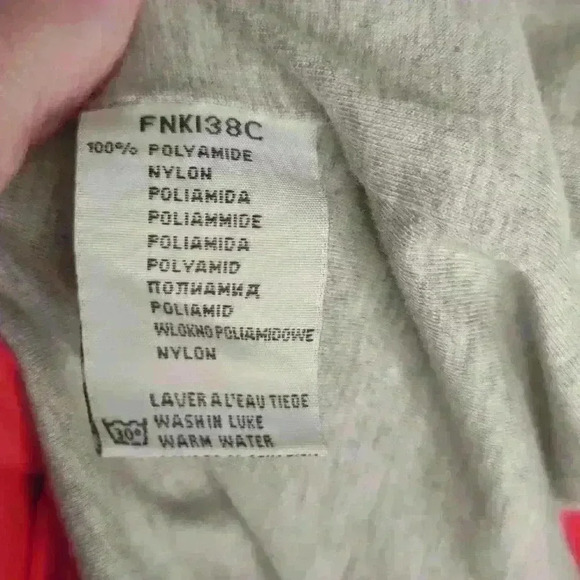 FNKI38C
100% POLYAMIDE
NYLON
POLIAMIDA
POLIAMMIDE
POLIAMIDA
POLYAMID
ПОЛИАМИД
POLIAMID
WLOKNO POLIAMIDOWE
NYLON
LAVER A L'EAU TIEDE
30° WASH IN LUKE
WARM WATER